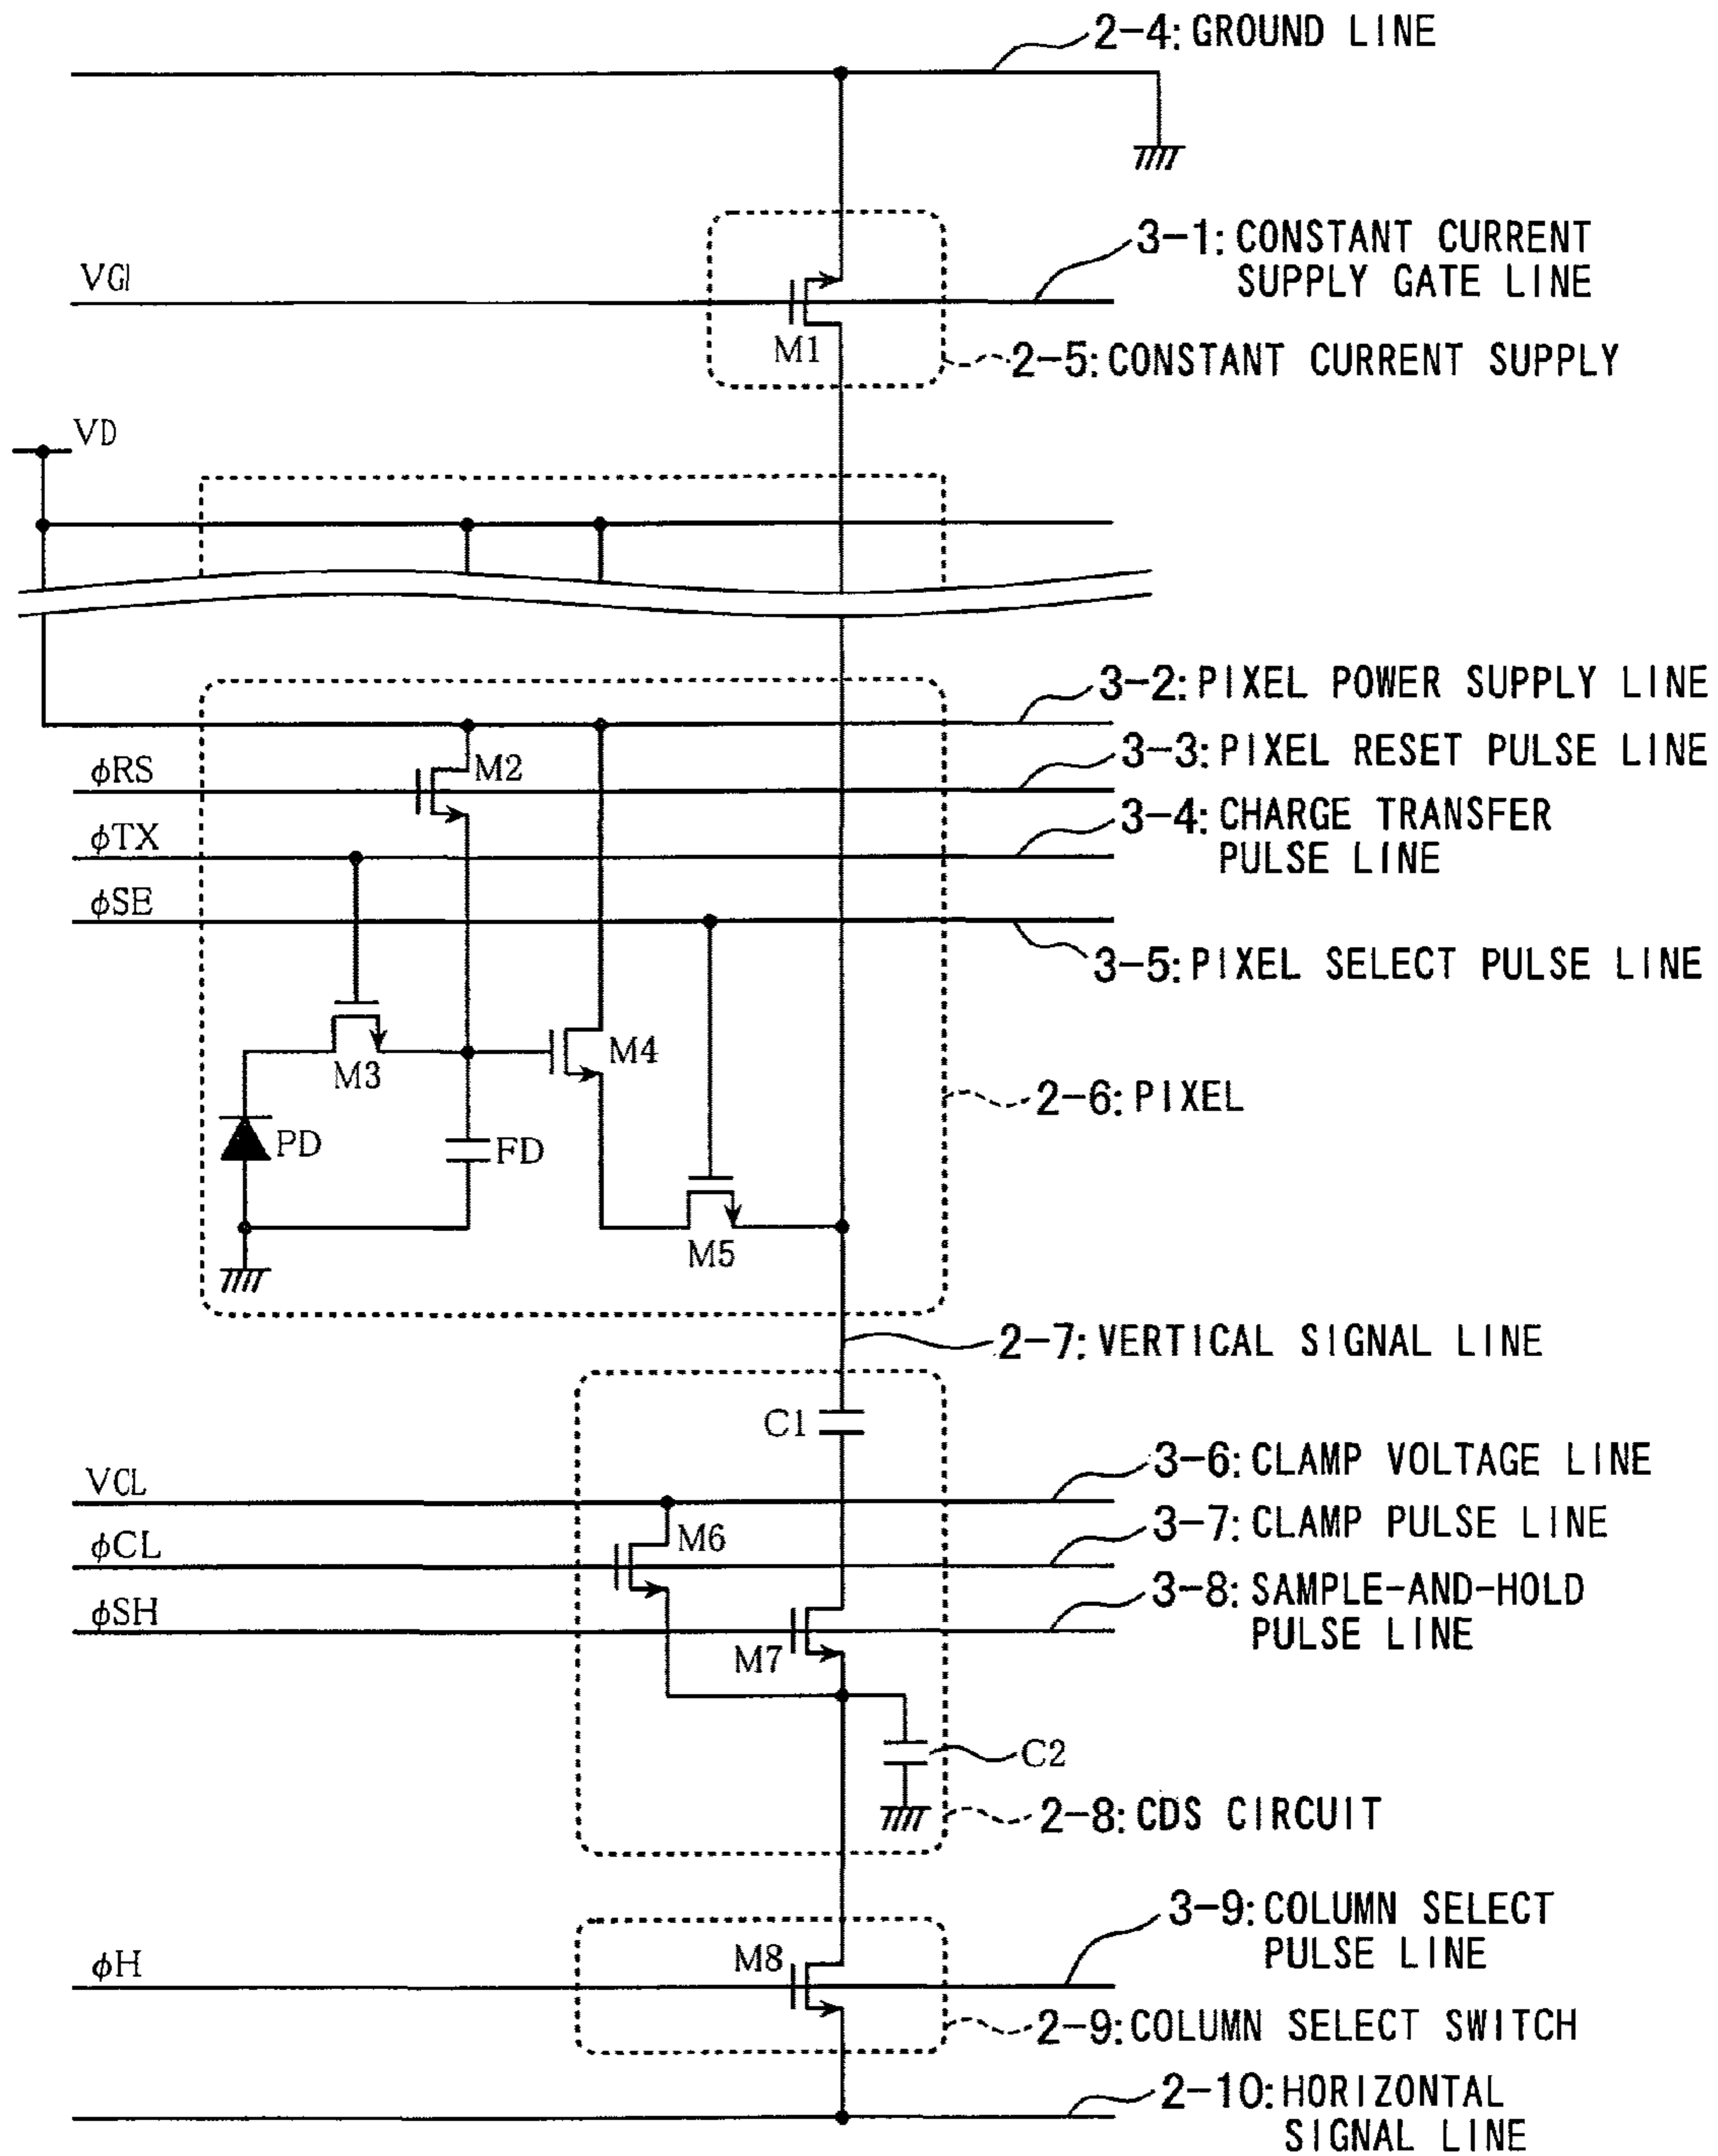 2-4: GROUND LINE
3-1: CONSTANT CURRENT
SUPPLY GATE LINE
VGI
M1
2-5: CONSTANT CURRENT SUPPLY
VD
3-2: PIXEL POWER SUPPLY LINE
M2
3-3: PIXEL RESET PULSE LINE
φRS
3-4: CHARGE TRANSFER
PULSE LINE
φTX
φSE
3-5: PIXEL SELECT PULSE LINE
M3
M4
2-6: PIXEL
PD
FD
M5
2-7: VERTICAL SIGNAL LINE
C1
VCL
3-6: CLAMP VOLTAGE LINE
M6
3-7: CLAMP PULSE LINE
φCL
3-8: SAMPLE-AND-HOLD
PULSE LINE
φSH
M7
C2
2-8: CDS CIRCUIT
3-9: COLUMN SELECT
PULSE LINE
M8
φH
2-9: COLUMN SELECT SWITCH
2-10: HORIZONTAL
SIGNAL LINE